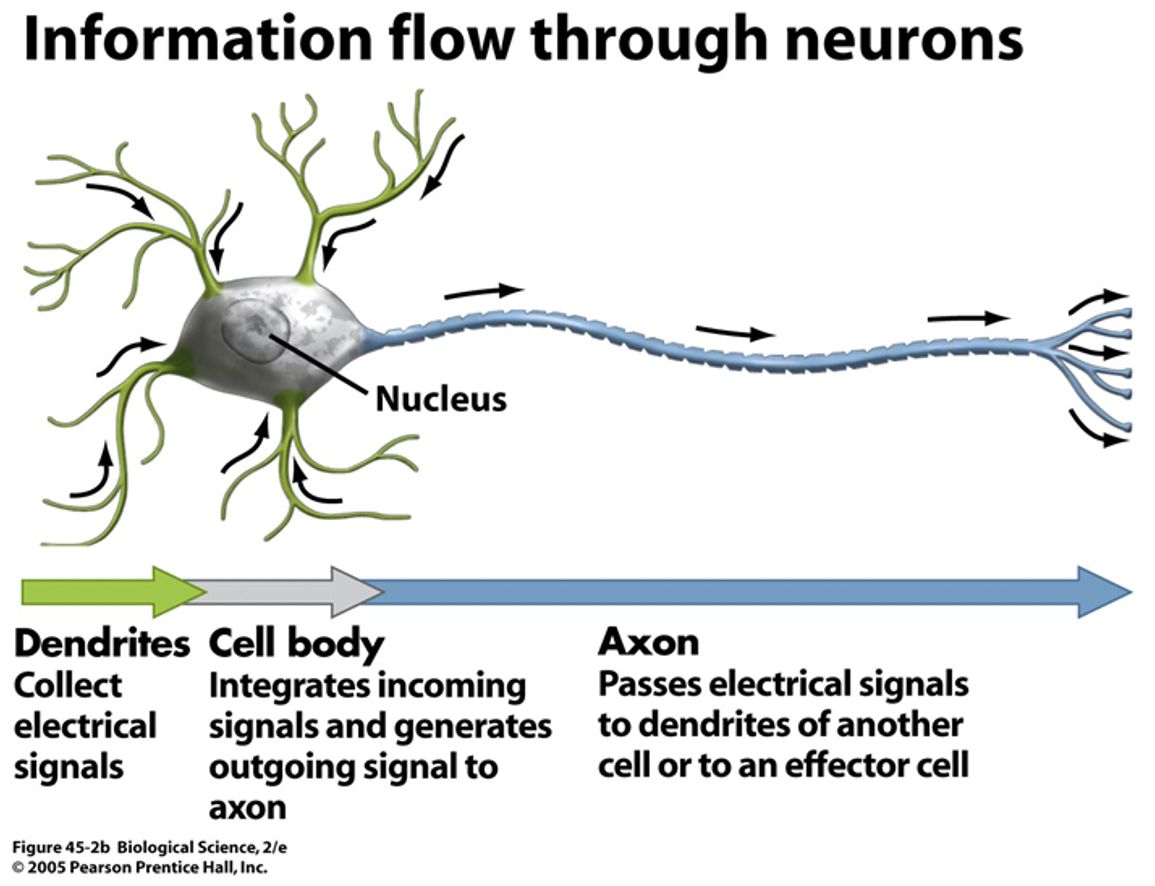 Information flow through neurons
Nucleus
Dendrites
Collect
electrical
signals
Cell body
Integrates incoming
signals and generates
outgoing signal to
axon
Axon
Passes electrical signals
to dendrites of another
cell or to an effector cell
Figure 45-2b Biological Science, 2/e
© 2005 Pearson Prentice Hall, Inc.